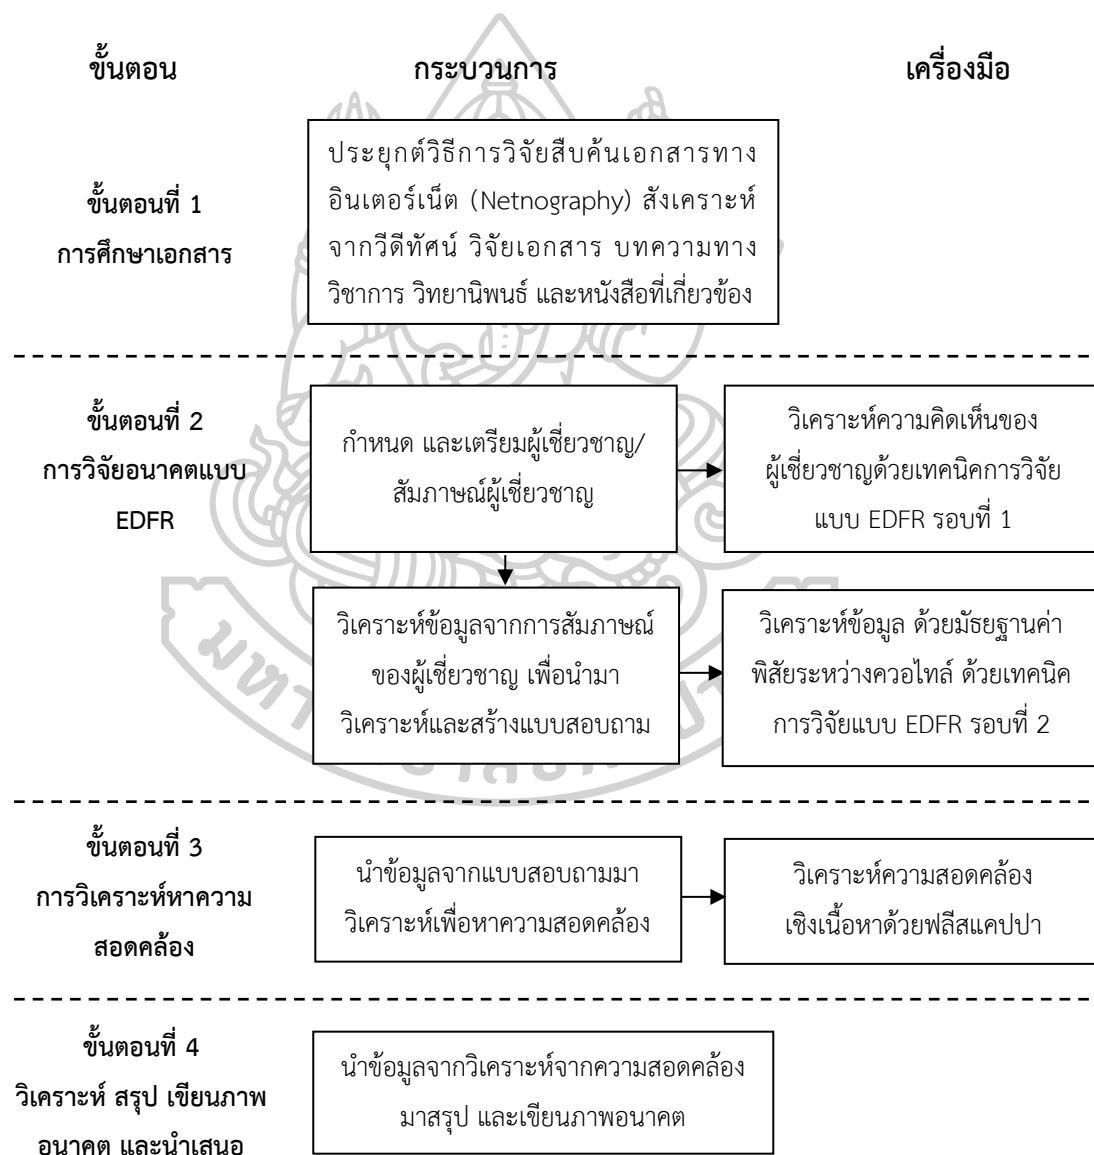 ขั้นตอน
กระบวนการ
เครื่องมือ
ขั้นตอนที่ 1
การศึกษาเอกสาร
ประยุกต์วิธีการวิจัยสืบค้นเอกสารทาง
อินเตอร์เน็ต (Netnography) สังเคราะห์
จากวีดีทัศน์ วิจัยเอกสาร บทความทาง
วิชาการ วิทยานิพนธ์ และหนังสือที่เกี่ยวข้อง
ขั้นตอนที่ 2
การวิจัยอนาคตแบบ
EDFR
กำหนด และเตรียมผู้เชี่ยวชาญ/
สัมภาษณ์ผู้เชี่ยวชาญ
วิเคราะห์ความคิดเห็นของ
ผู้เชี่ยวชาญด้วยเทคนิคการวิจัย
แบบ EDFR รอบที่ 1
วิเคราะห์ข้อมูลจากการสัมภาษณ์
ของผู้เชี่ยวชาญ เพื่อนำมา
วิเคราะห์และสร้างแบบสอบถาม
วิเคราะห์ข้อมูล ด้วยมัธยฐานค่า
พิสัยระหว่างควอไทล์ ด้วยเทคนิค
การวิจัยแบบ EDFR รอบที่ 2
ขั้นตอนที่ 3
การวิเคราะห์หาความ
สอดคล้อง
นำข้อมูลจากแบบสอบถามมา
วิเคราะห์เพื่อหาความสอดคล้อง
วิเคราะห์ความสอดคล้อง
เชิงเนื้อหาด้วยฟลีสแคปปา
ขั้นตอนที่ 4
วิเคราะห์ สรุป เขียนภาพ
อนาคต และนำเสนอ
นำข้อมูลจากวิเคราะห์จากความสอดคล้อง
มาสรุป และเขียนภาพอนาคต